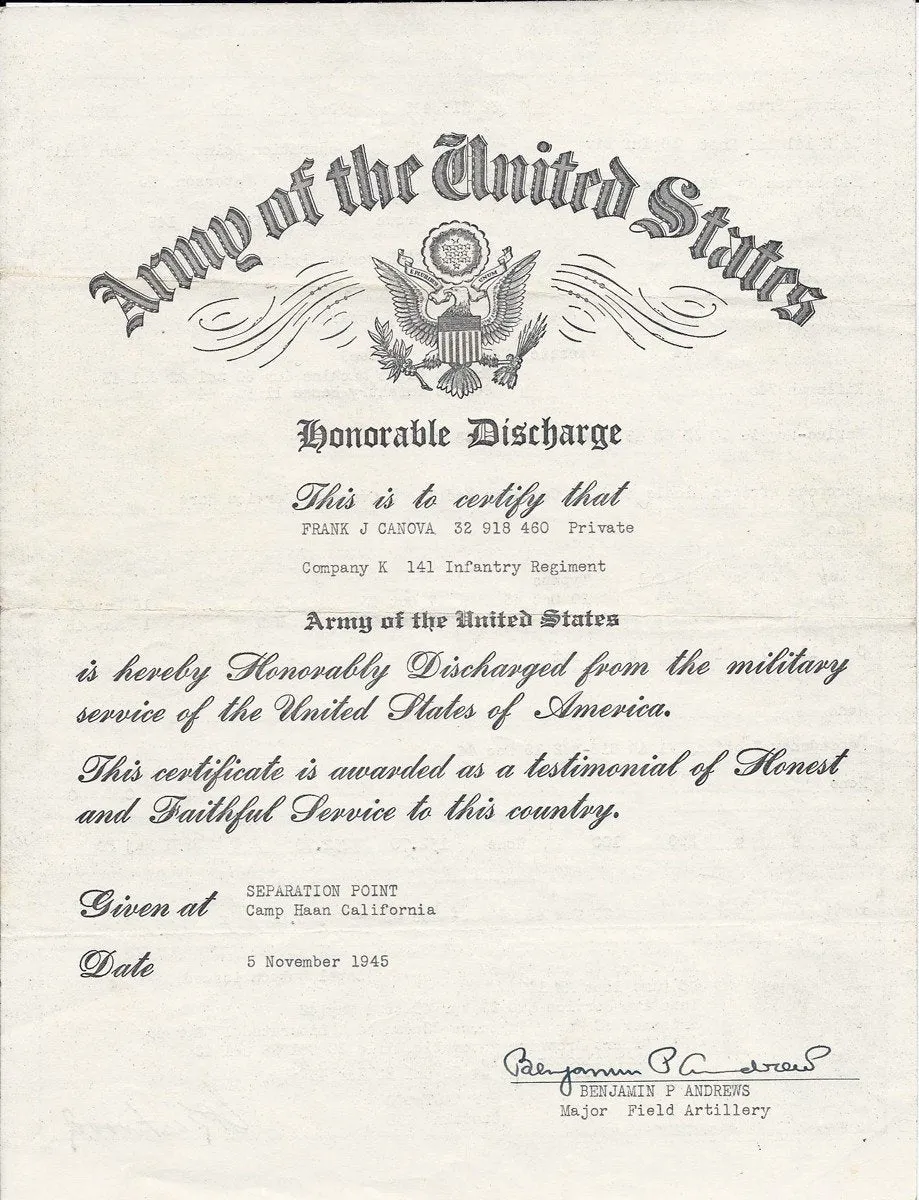 Army of the United States
Honorable Discharge
This is to certify that
FRANK J CANOVA 32 918 460 Private
Company K 141 Infantry Regiment
Army of the United States
is hereby Honorably Discharged from the military
service of the United States of America.
This certificate is awarded as a testimonial of Honest
and Faithful Service to this country.
Given at SEPARATION POINT
Camp Haan California
Date 5 November 1945
Benjamin P Andrews
BENJAMIN P ANDREWS
Major Field Artillery